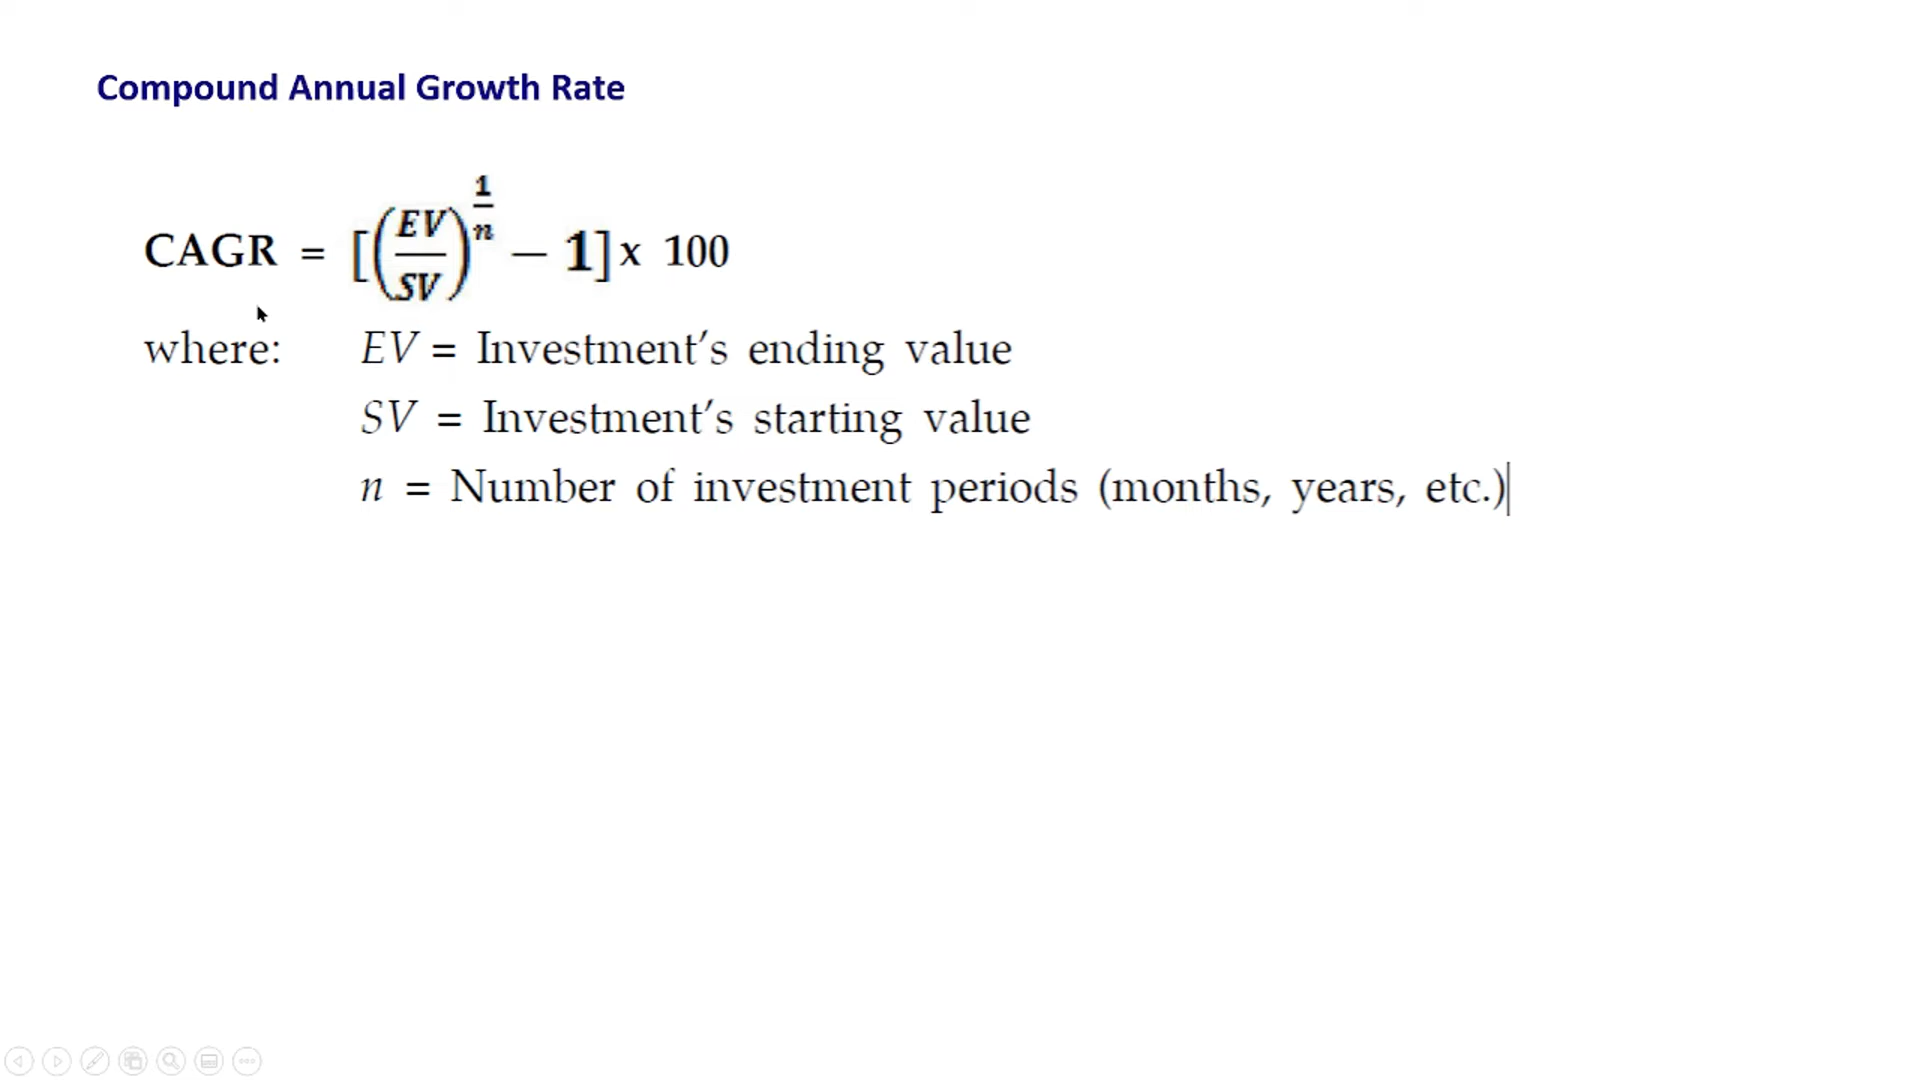 Compound Annual Growth Rate
CAGR = [(EV/SV)^(1/n) − 1] x 100
where: EV = Investment’s ending value
SV = Investment’s starting value
n = Number of investment periods (months, years, etc.)